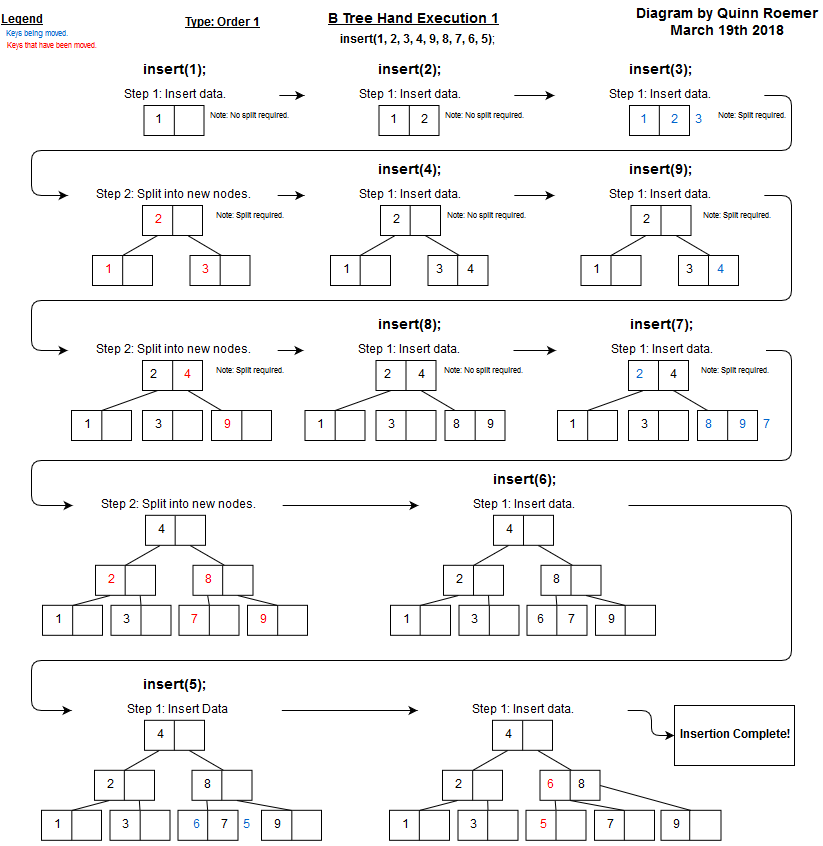 Legend
Keys being moved.
Keys that have been moved.
Type: Order 1
B Tree Hand Execution 1
insert(1, 2, 3, 4, 9, 8, 7, 6, 5);
Diagram by Quinn Roemer
March 19th 2018
insert(1); insert(2); insert(3);
Step 1: Insert data. Step 1: Insert data. Step 1: Insert data.
1 Note: No split required. 1 2 Note: No split required. 1 2 3 Note: Split required.
insert(4); insert(9);
Step 2: Split into new nodes. Step 1: Insert data. Step 1: Insert data.
2 Note: Split required. 2 Note: No split required. 2 Note: Split required.
1 3 1 3 4 1 3 4
insert(8); insert(7);
Step 2: Split into new nodes. Step 1: Insert data. Step 1: Insert data.
2 4 Note: Split required. 2 4 Note: No split required. 2 4 Note: Split required.
1 3 9 1 3 8 9 1 3 8 9 7
insert(6);
Step 2: Split into new nodes. Step 1: Insert data.
4 4
2 8 2 8
1 3 7 9 1 3 6 7 9
insert(5);
Step 1: Insert Data Step 1: Insert data.
4 4 Insertion Complete!
2 8 2 6 8
1 3 6 7 5 9 1 3 5 7 9